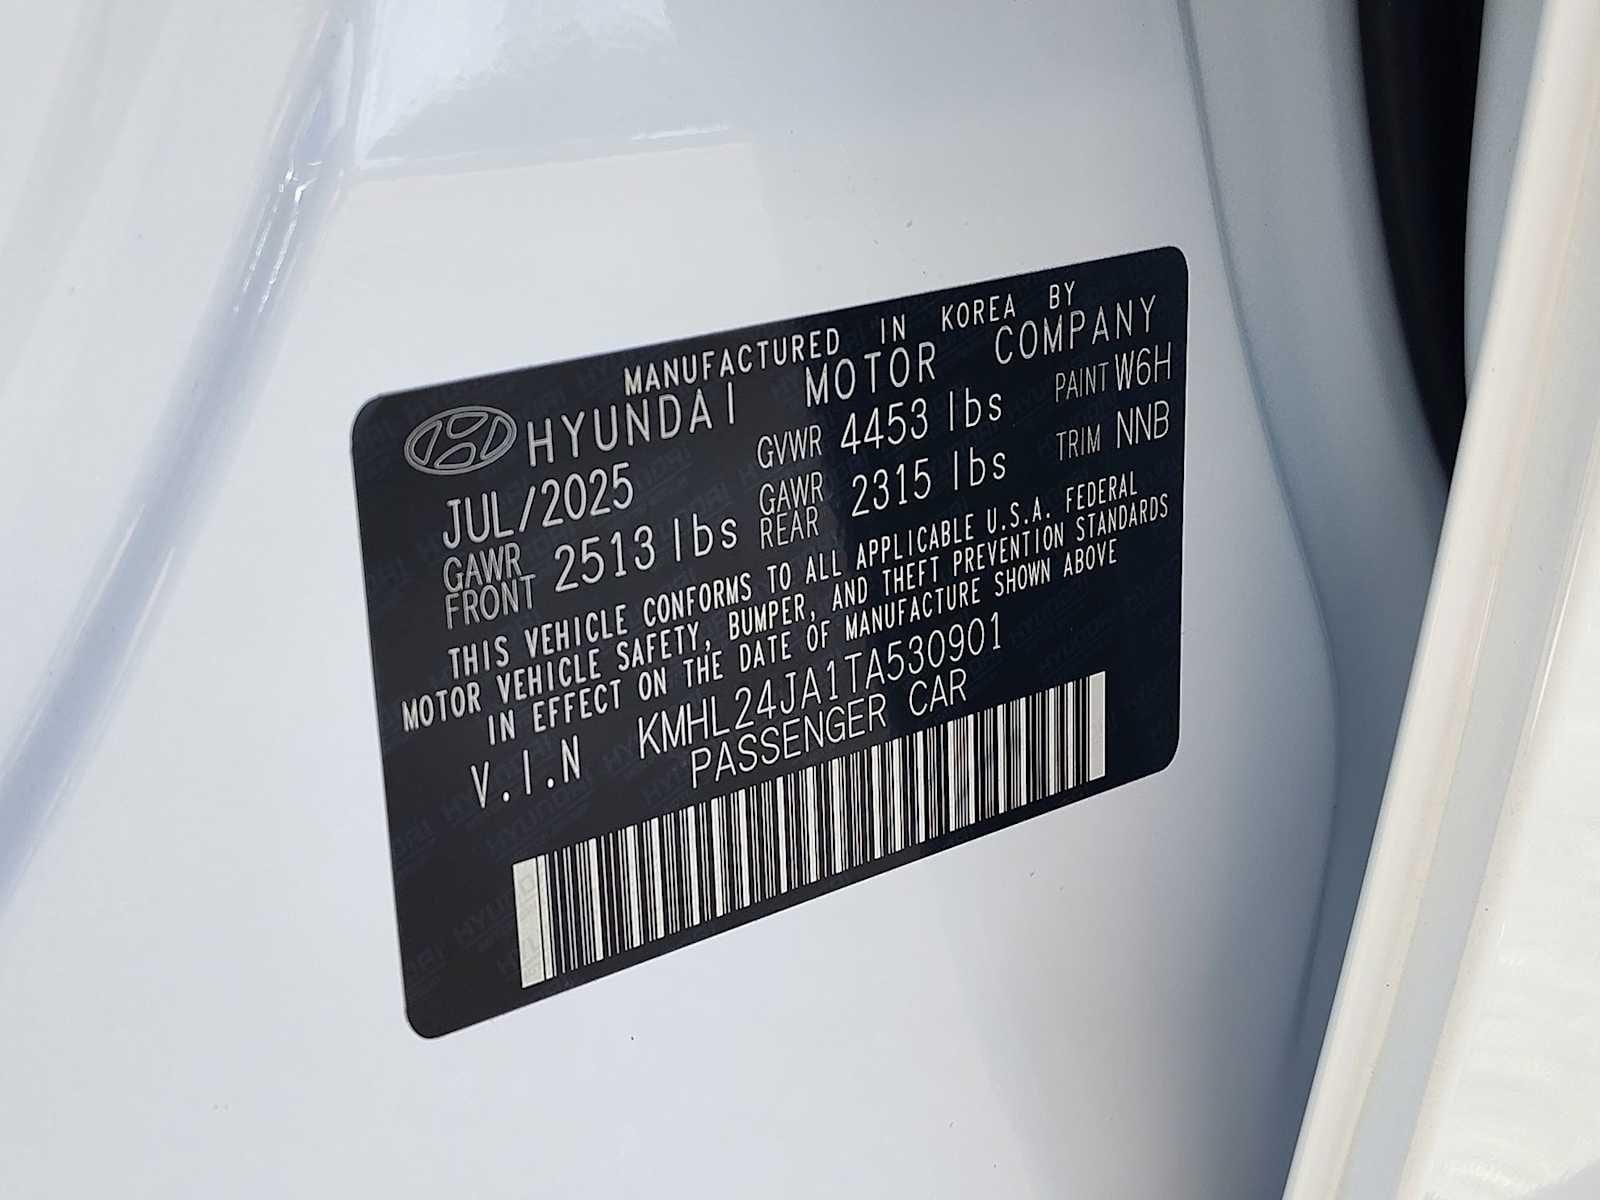 MANUFACTURED IN KOREA BY
HYUNDAI MOTOR COMPANY
JUL/2025 GVWR 4453 lbs PAINT W6H
GAWR FRONT 2513 lbs GAWR REAR 2315 lbs TRIM NNB
THIS VEHICLE CONFORMS TO ALL APPLICABLE U.S.A. FEDERAL
MOTOR VEHICLE SAFETY, BUMPER, AND THEFT PREVENTION STANDARDS
IN EFFECT ON THE DATE OF MANUFACTURE SHOWN ABOVE
V.I.N KMHL24JA1TA530901
PASSENGER CAR